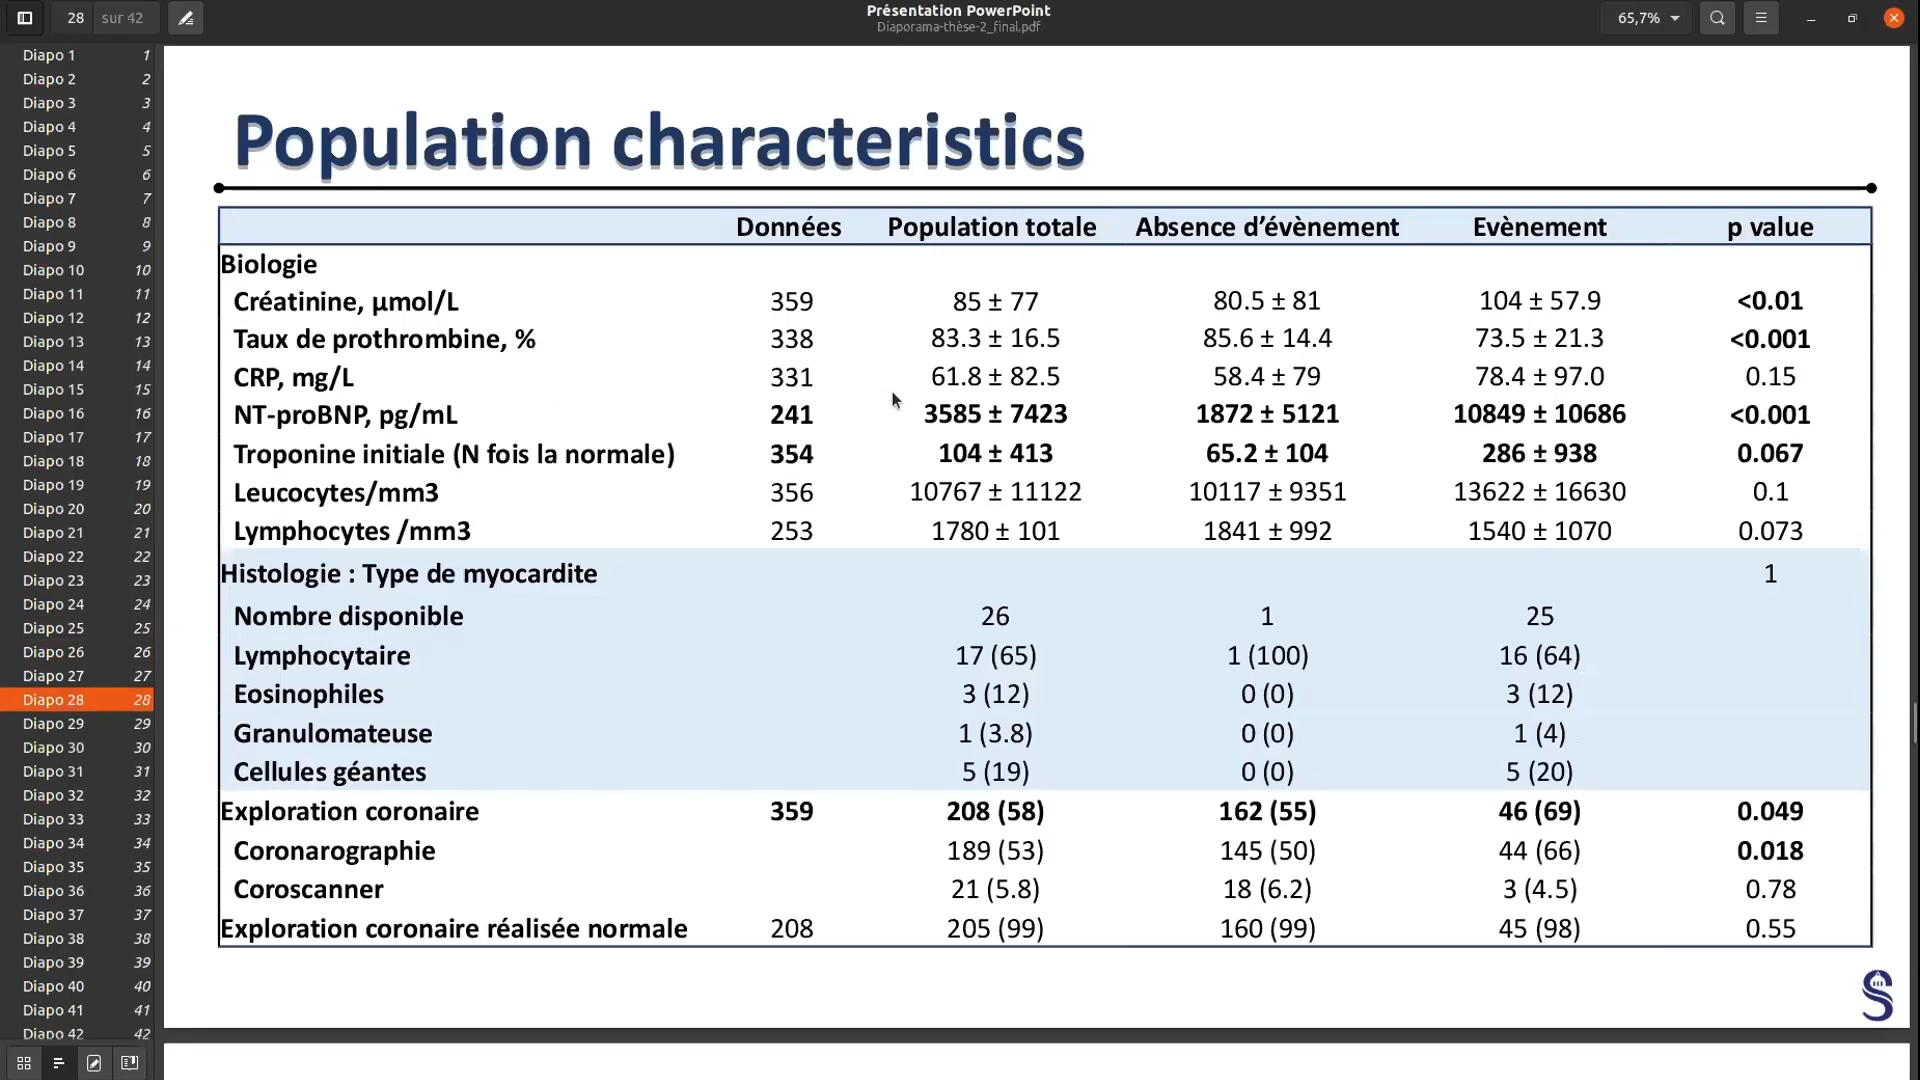 28 sur 42
Présentation PowerPoint
Diaporama-thèse-2_final.pdf
65,7%
Diapo 1 1
Diapo 2 2
Diapo 3 3
Diapo 4 4
Diapo 5 5
Diapo 6 6
Diapo 7 7
Diapo 8 8
Diapo 9 9
Diapo 10 10
Diapo 11 11
Diapo 12 12
Diapo 13 13
Diapo 14 14
Diapo 15 15
Diapo 16 16
Diapo 17 17
Diapo 18 18
Diapo 19 19
Diapo 20 20
Diapo 21 21
Diapo 22 22
Diapo 23 23
Diapo 24 24
Diapo 25 25
Diapo 26 26
Diapo 27 27
Diapo 28 28
Diapo 29 29
Diapo 30 30
Diapo 31 31
Diapo 32 32
Diapo 33 33
Diapo 34 34
Diapo 35 35
Diapo 36 36
Diapo 37 37
Diapo 38 38
Diapo 39 39
Diapo 40 40
Diapo 41 41
Diapo 42 42
Population characteristics
Données Population totale Absence d’évènement Evènement p value
Biologie
Créatinine, µmol/L 359 85 ± 77 80.5 ± 81 104 ± 57.9 <0.01
Taux de prothrombine, % 338 83.3 ± 16.5 85.6 ± 14.4 73.5 ± 21.3 <0.001
CRP, mg/L 331 61.8 ± 82.5 58.4 ± 79 78.4 ± 97.0 0.15
NT-proBNP, pg/mL 241 3585 ± 7423 1872 ± 5121 10849 ± 10686 <0.001
Troponine initiale (N fois la normale) 354 104 ± 413 65.2 ± 104 286 ± 938 0.067
Leucocytes/mm3 356 10767 ± 11122 10117 ± 9351 13622 ± 16630 0.1
Lymphocytes /mm3 253 1780 ± 101 1841 ± 992 1540 ± 1070 0.073
Histologie : Type de myocardite 1
Nombre disponible 26 1 25
Lymphocytaire 17 (65) 1 (100) 16 (64)
Eosinophiles 3 (12) 0 (0) 3 (12)
Granulomateuse 1 (3.8) 0 (0) 1 (4)
Cellules géantes 5 (19) 0 (0) 5 (20)
Exploration coronaire 359 208 (58) 162 (55) 46 (69) 0.049
Coronarographie 189 (53) 145 (50) 44 (66) 0.018
Coroscanner 21 (5.8) 18 (6.2) 3 (4.5) 0.78
Exploration coronaire réalisée normale 208 205 (99) 160 (99) 45 (98) 0.55